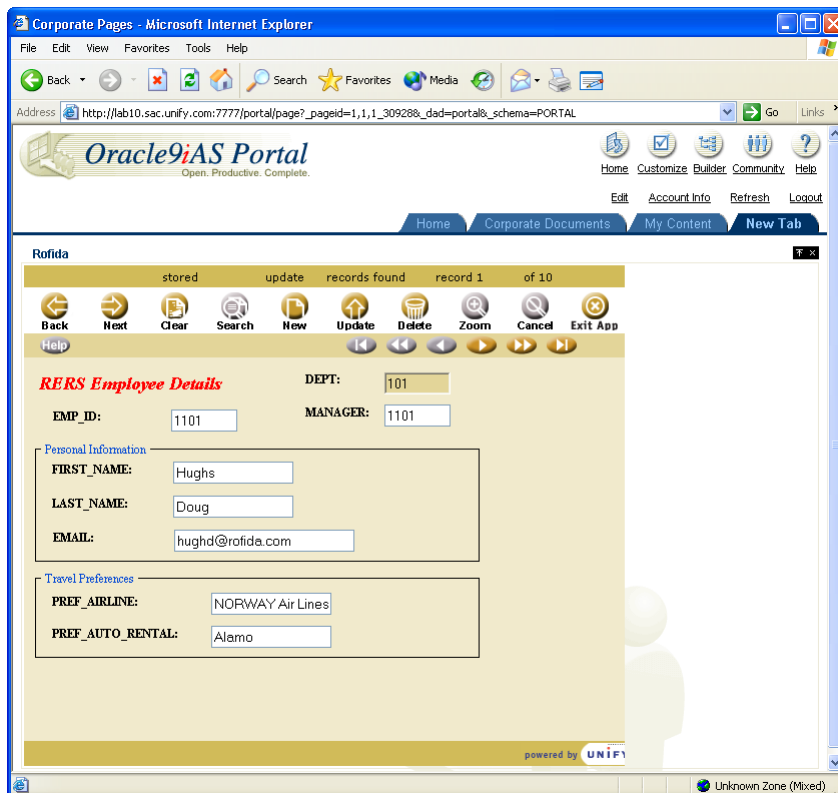 Corporate Pages - Microsoft Internet Explorer
File Edit View Favorites Tools Help
Back Search Favorites Media
Address http://lab10.sac.unify.com:7777/portal/page?_pageid=1,1,1_30928&_dad=portal&_schema=PORTAL Go Links
Oracle9iAS Portal
Open. Productive. Complete.
Home Customize Builder Community Help
Edit Account Info Refresh Logout
Home Corporate Documents My Content New Tab
Rofida
stored update records found record 1 of 10
Back Next Clear Search New Update Delete Zoom Cancel Exit App
Help
RERS Employee Details DEPT: 101
EMP_ID: 1101 MANAGER: 1101
Personal Information
FIRST_NAME: Hughs
LAST_NAME: Doug
EMAIL: hughd@rofida.com
Travel Preferences
PREF_AIRLINE: NORWAY Air Lines
PREF_AUTO_RENTAL: Alamo
powered by UNIFY
Unknown Zone (Mixed)